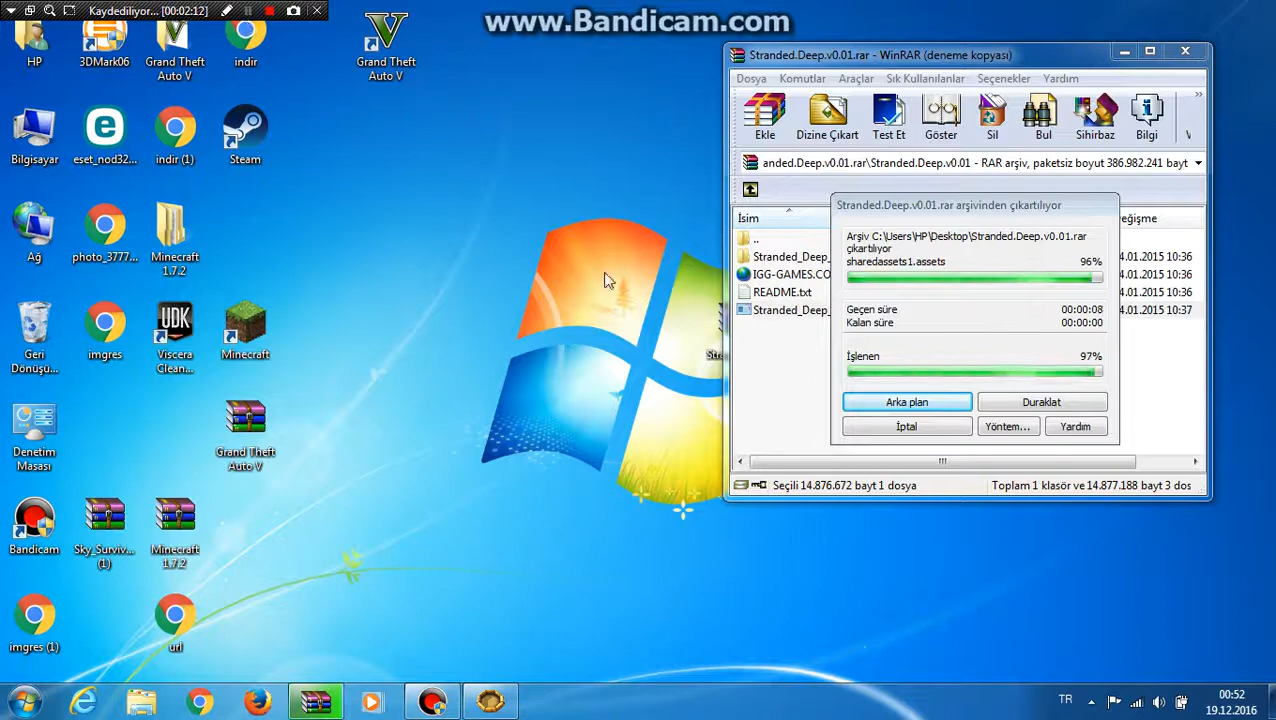 Kaydediliyor... [00:02:12]
www.Bandicam.com
HP
3DMark06
Grand Theft
Auto V
indir
Grand Theft
Auto V
Bilgisayar
eset_nod32...
indir (1)
Steam
Ağ
photo_3777...
Minecraft
1.7.2
Geri
Dönüşü...
imgres
UDK
Viscera
Clean...
Minecraft
Denetim
Masası
Grand Theft
Auto V
Bandicam
Sky_Surviv...
(1)
Minecraft
1.7.2
imgres (1)
url
Stranded.Deep.v0.01.rar - WinRAR (deneme kopyası)
Dosya Komutlar Araçlar Sık Kullanılanlar Seçenekler Yardım
Ekle Dizine Çıkart Test Et Göster Sil Bul Sihirbaz Bilgi
anded.Deep.v0.01.rar\Stranded.Deep.v0.01 - RAR arşiv, paketsiz boyut 386.982.241 bayt
İsim
eğişme
..
Stranded_Deep_
4.01.2015 10:36
IGG-GAMES.CO
4.01.2015 10:36
README.txt
4.01.2015 10:36
Stranded_Deep_
4.01.2015 10:37
Stranded.Deep.v0.01.rar arşivinden çıkartılıyor
Arşiv C:\Users\HP\Desktop\Stranded.Deep.v0.01.rar
çıkartılıyor
sharedassets1.assets 96%
Geçen süre 00:00:08
Kalan süre 00:00:00
İşlenen 97%
Arka plan Duraklat
İptal Yöntem... Yardım
Seçili 14.876.672 bayt 1 dosya
Toplam 1 klasör ve 14.877.188 bayt 3 dos
TR
00:52
19.12.2016